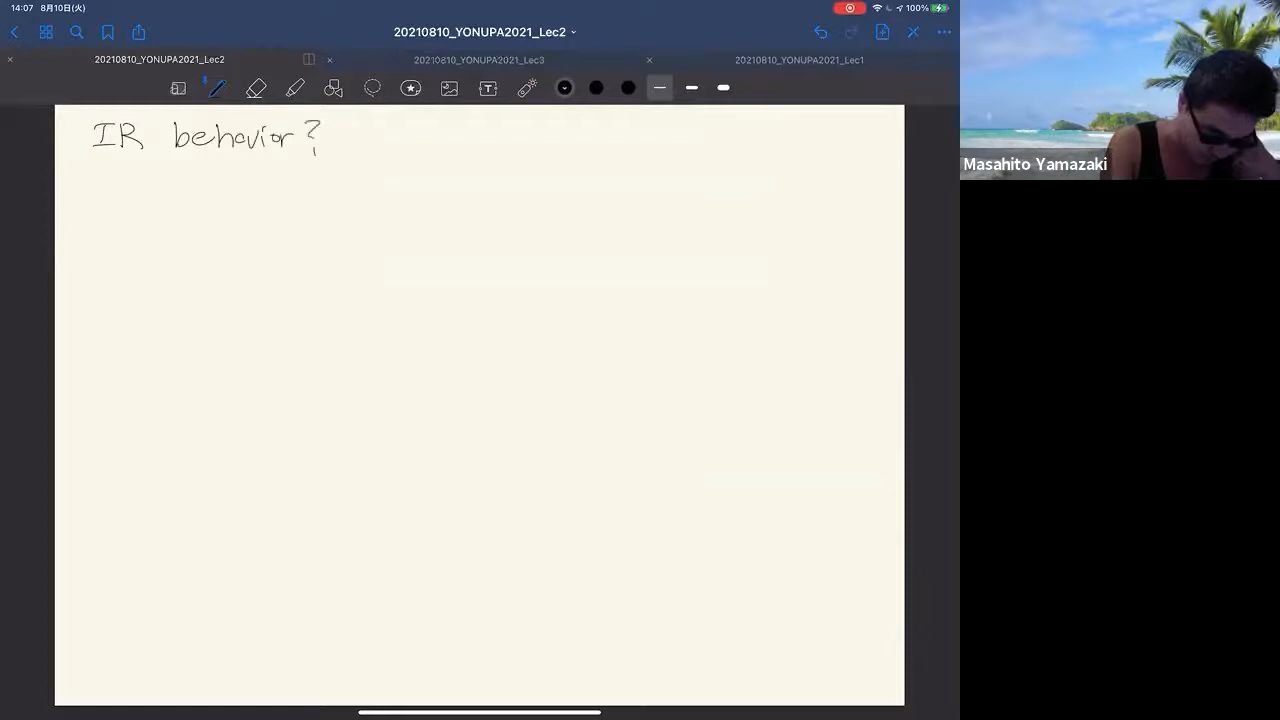 14:07 8月10日(火)
100%
20210810_YONUPA2021_Lec2
20210810_YONUPA2021_Lec2
20210810_YONUPA2021_Lec3
20210810_YONUPA2021_Lec1
IR behavior?
Masahito Yamazaki